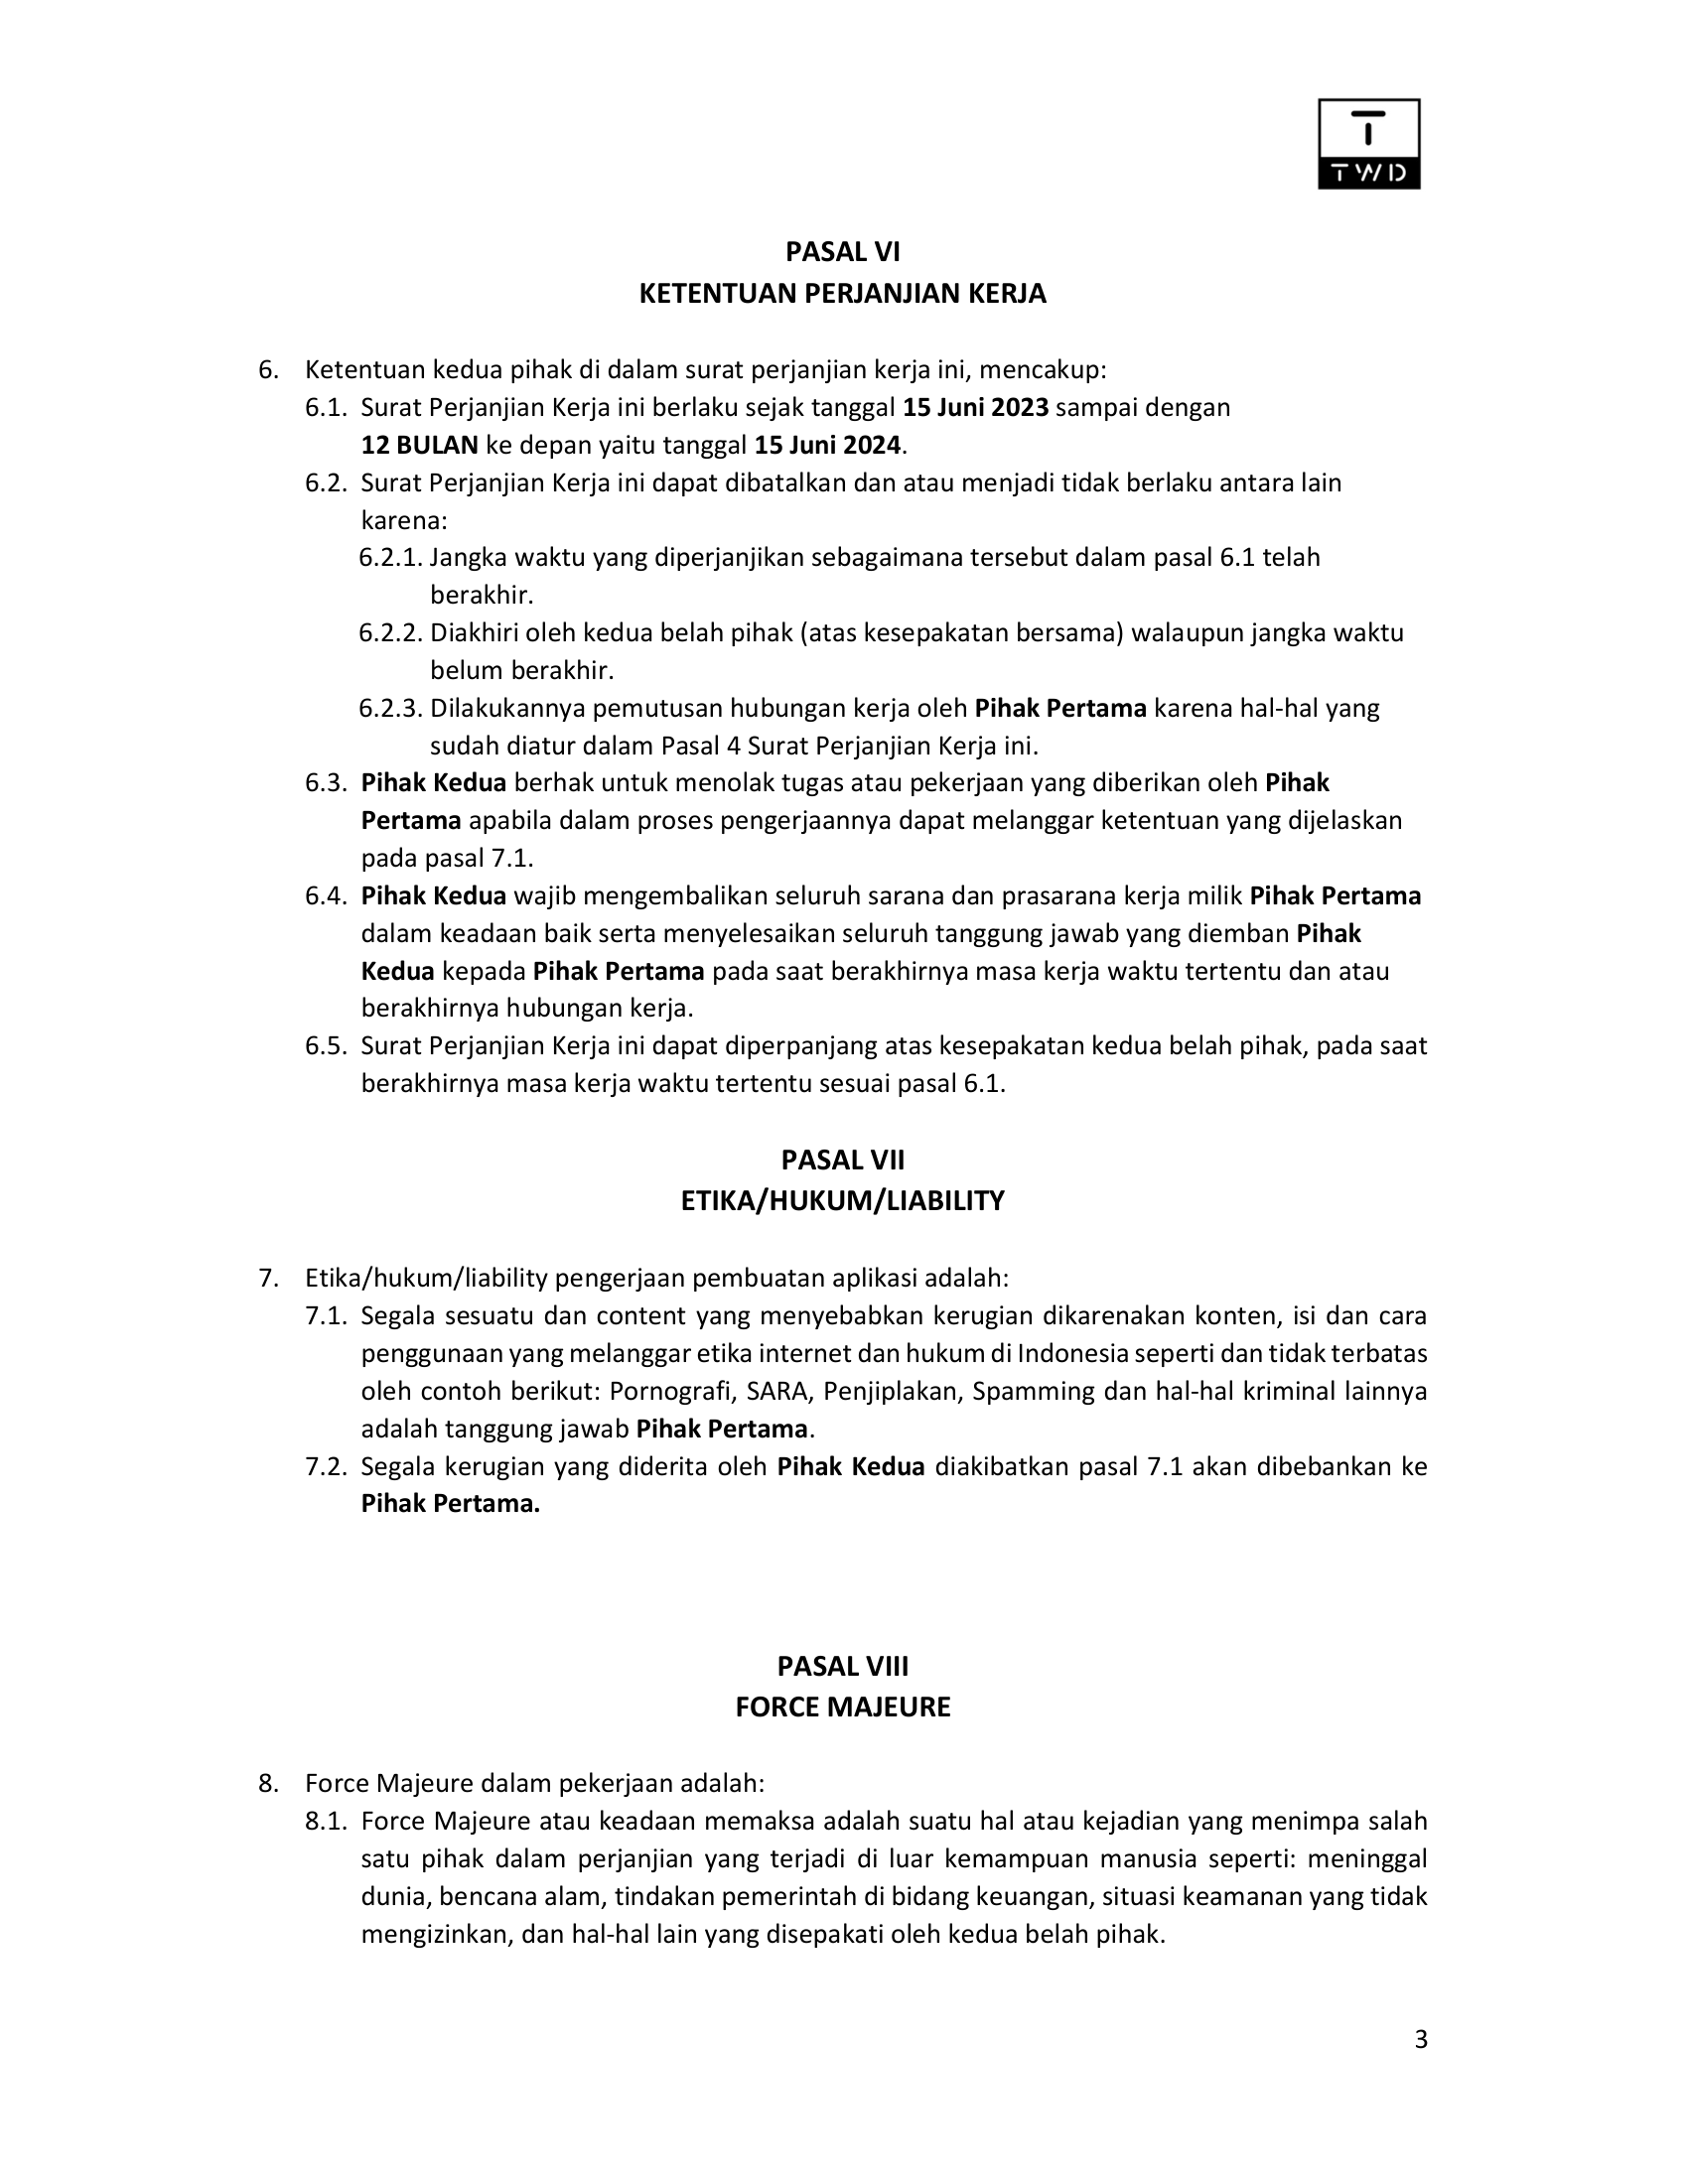 T
TWD
PASAL VI
KETENTUAN PERJANJIAN KERJA
6. Ketentuan kedua pihak di dalam surat perjanjian kerja ini, mencakup:
6.1. Surat Perjanjian Kerja ini berlaku sejak tanggal 15 Juni 2023 sampai dengan
12 BULAN ke depan yaitu tanggal 15 Juni 2024.
6.2. Surat Perjanjian Kerja ini dapat dibatalkan dan atau menjadi tidak berlaku antara lain
karena:
6.2.1. Jangka waktu yang diperjanjikan sebagaimana tersebut dalam pasal 6.1 telah
berakhir.
6.2.2. Diakhiri oleh kedua belah pihak (atas kesepakatan bersama) walaupun jangka waktu
belum berakhir.
6.2.3. Dilakukannya pemutusan hubungan kerja oleh Pihak Pertama karena hal-hal yang
sudah diatur dalam Pasal 4 Surat Perjanjian Kerja ini.
6.3. Pihak Kedua berhak untuk menolak tugas atau pekerjaan yang diberikan oleh Pihak
Pertama apabila dalam proses pengerjaannya dapat melanggar ketentuan yang dijelaskan
pada pasal 7.1.
6.4. Pihak Kedua wajib mengembalikan seluruh sarana dan prasarana kerja milik Pihak Pertama
dalam keadaan baik serta menyelesaikan seluruh tanggung jawab yang diemban Pihak
Kedua kepada Pihak Pertama pada saat berakhirnya masa kerja waktu tertentu dan atau
berakhirnya hubungan kerja.
6.5. Surat Perjanjian Kerja ini dapat diperpanjang atas kesepakatan kedua belah pihak, pada saat
berakhirnya masa kerja waktu tertentu sesuai pasal 6.1.
PASAL VII
ETIKA/HUKUM/LIABILITY
7. Etika/hukum/liability pengerjaan pembuatan aplikasi adalah:
7.1. Segala sesuatu dan content yang menyebabkan kerugian dikarenakan konten, isi dan cara
penggunaan yang melanggar etika internet dan hukum di Indonesia seperti dan tidak terbatas
oleh contoh berikut: Pornografi, SARA, Penjiplakan, Spamming dan hal-hal kriminal lainnya
adalah tanggung jawab Pihak Pertama.
7.2. Segala kerugian yang diderita oleh Pihak Kedua diakibatkan pasal 7.1 akan dibebankan ke
Pihak Pertama.
PASAL VIII
FORCE MAJEURE
8. Force Majeure dalam pekerjaan adalah:
8.1. Force Majeure atau keadaan memaksa adalah suatu hal atau kejadian yang menimpa salah
satu pihak dalam perjanjian yang terjadi di luar kemampuan manusia seperti: meninggal
dunia, bencana alam, tindakan pemerintah di bidang keuangan, situasi keamanan yang tidak
mengizinkan, dan hal-hal lain yang disepakati oleh kedua belah pihak.
3